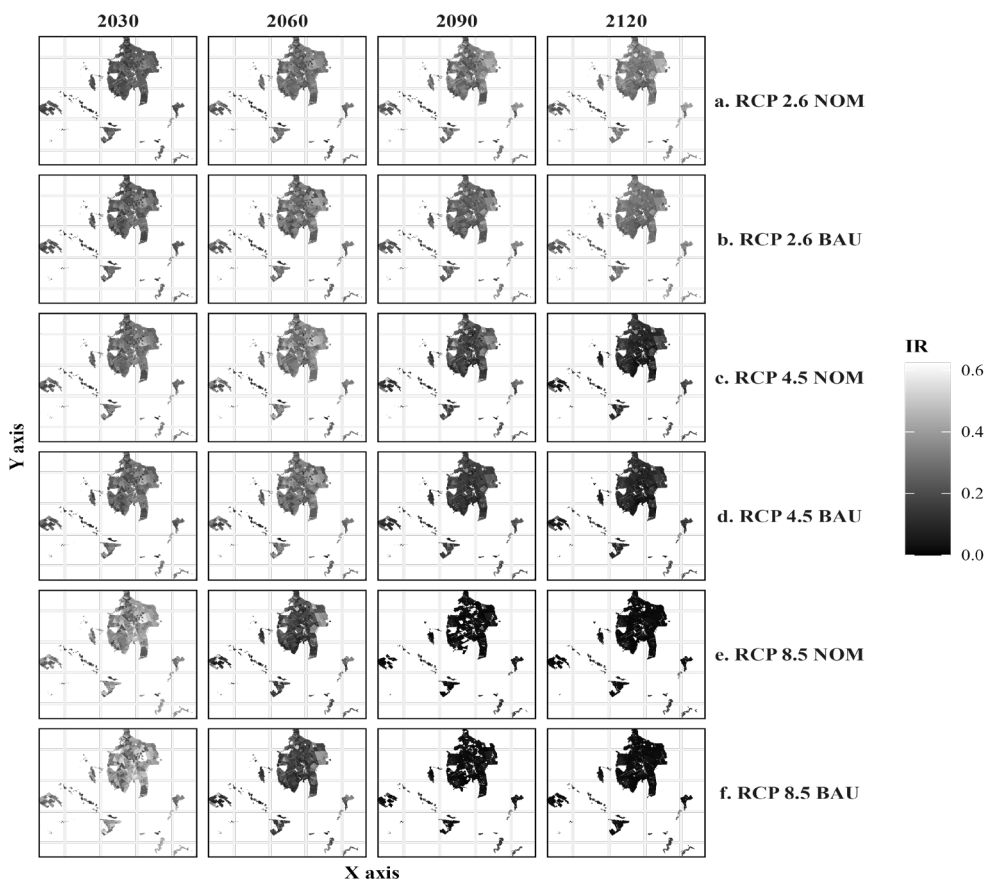 2030 2060 2090 2120
a. RCP 2.6 NOM
b. RCP 2.6 BAU
c. RCP 4.5 NOM
d. RCP 4.5 BAU
e. RCP 8.5 NOM
f. RCP 8.5 BAU
Y axis
X axis
IR
0.6
0.4
0.2
0.0